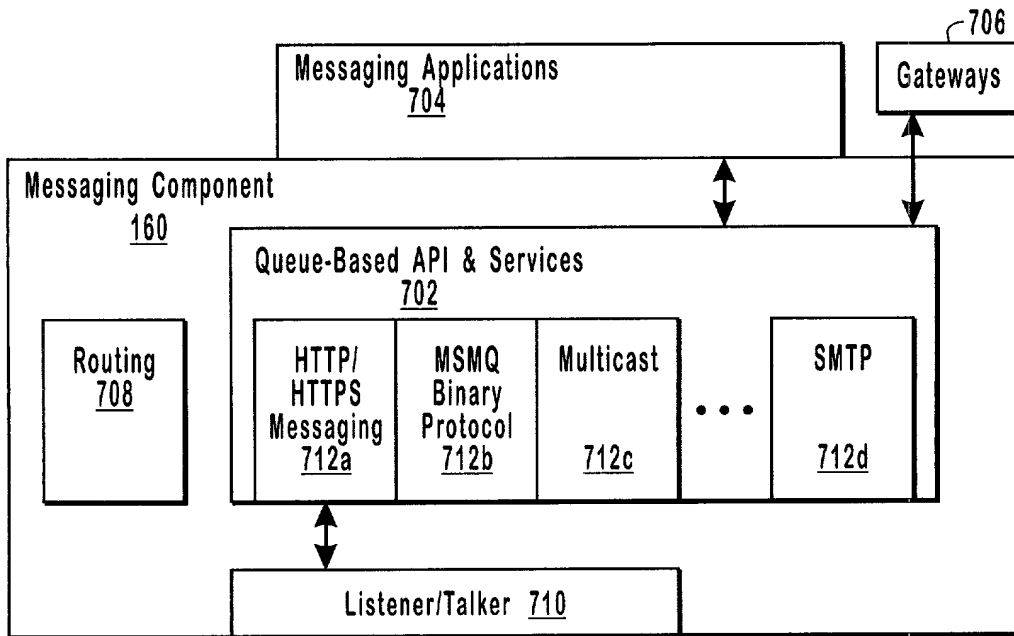 706
Messaging Applications
704
Gateways
Messaging Component
160
Queue-Based API & Services
702
Routing
708
HTTP/
HTTPS
Messaging
712a
MSMQ
Binary
Protocol
712b
Multicast
712c
SMTP
712d
Listener/Talker 710